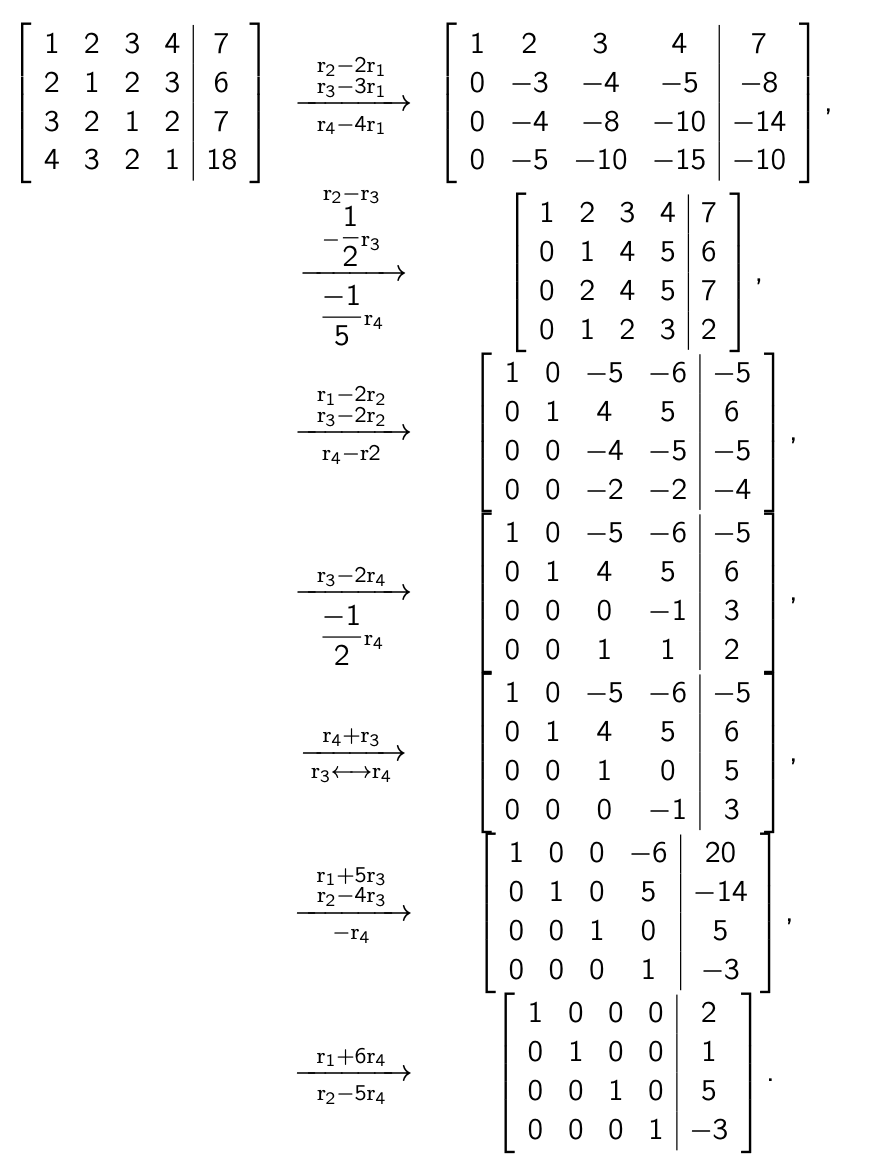 [ 1 2 3 4 | 7 ; 2 1 2 3 | 6 ; 3 2 1 2 | 7 ; 4 3 2 1 | 18 ] r₂−2r₁ r₃−3r₁ → r₄−4r₁ [ 1 2 3 4 | 7 ; 0 −3 −4 −5 | −8 ; 0 −4 −8 −10 | −14 ; 0 −5 −10 −15 | −10 ] ,
r₂−r₃ −1/2 r₃ → −1/5 r₄ [ 1 2 3 4 | 7 ; 0 1 4 5 | 6 ; 0 2 4 5 | 7 ; 0 1 2 3 | 2 ] ,
r₁−2r₂ r₃−2r₂ → r₄−r2 [ 1 0 −5 −6 | −5 ; 0 1 4 5 | 6 ; 0 0 −4 −5 | −5 ; 0 0 −2 −2 | −4 ] ,
r₃−2r₄ → −1/2 r₄ [ 1 0 −5 −6 | −5 ; 0 1 4 5 | 6 ; 0 0 0 −1 | 3 ; 0 0 1 1 | 2 ] ,
r₄+r₃ → r₃⟷r₄ [ 1 0 −5 −6 | −5 ; 0 1 4 5 | 6 ; 0 0 1 0 | 5 ; 0 0 0 −1 | 3 ] ,
r₁+5r₃ r₂−4r₃ → −r₄ [ 1 0 0 −6 | 20 ; 0 1 0 5 | −14 ; 0 0 1 0 | 5 ; 0 0 0 1 | −3 ] ,
r₁+6r₄ → r₂−5r₄ [ 1 0 0 0 | 2 ; 0 1 0 0 | 1 ; 0 0 1 0 | 5 ; 0 0 0 1 | −3 ] .